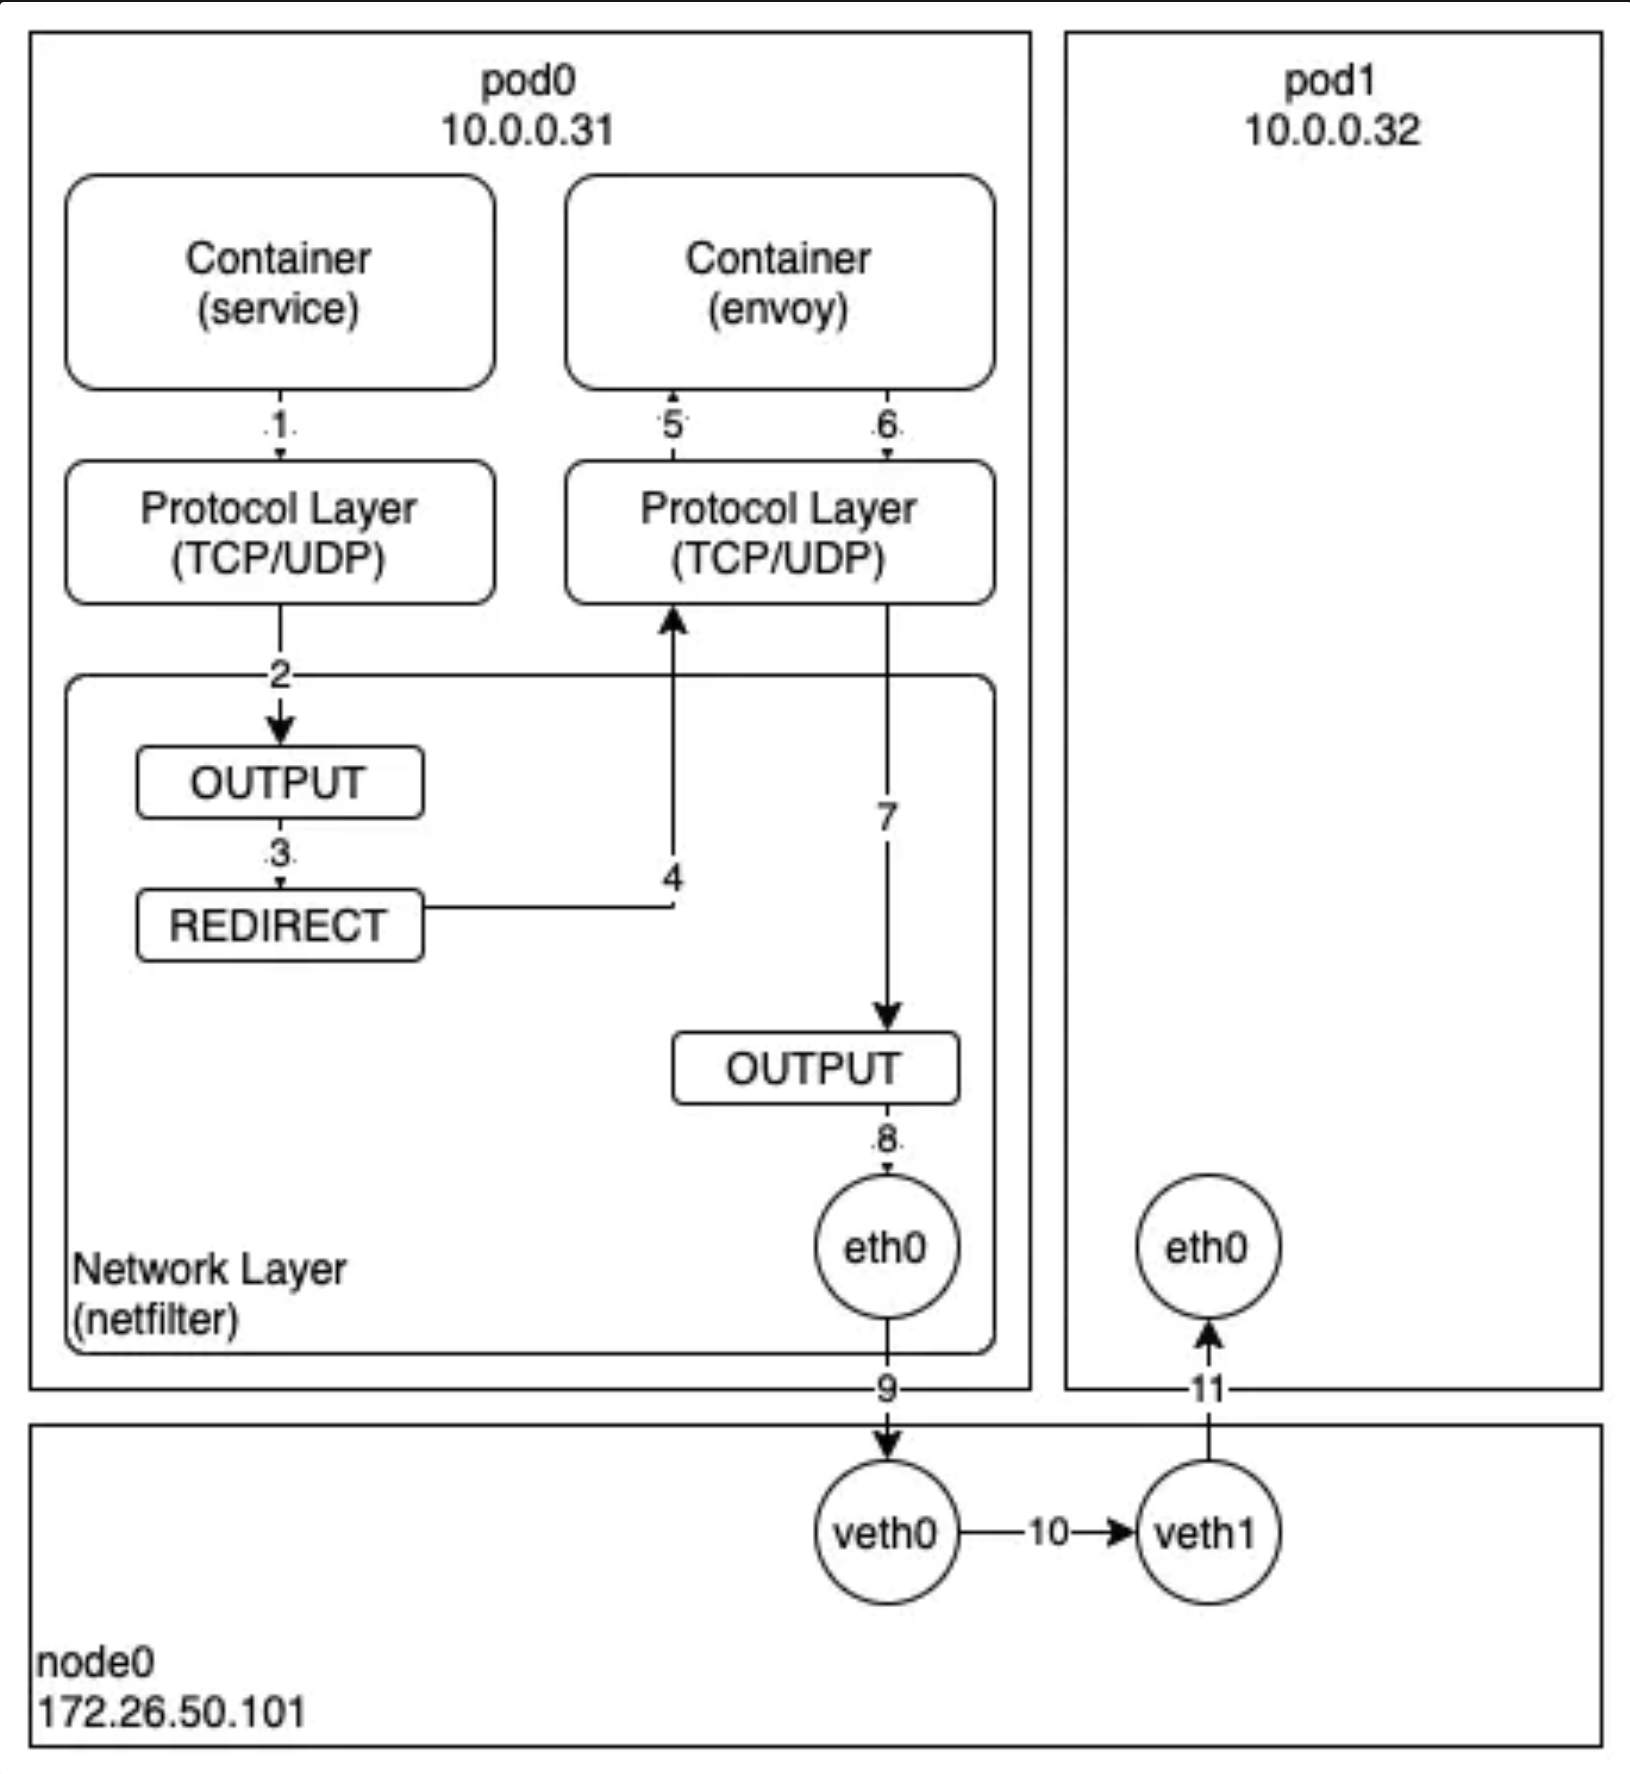 pod0
10.0.0.31
pod1
10.0.0.32
Container
(service)
Container
(envoy)
1
5
6
Protocol Layer
(TCP/UDP)
Protocol Layer
(TCP/UDP)
2
OUTPUT
7
3
4
REDIRECT
OUTPUT
8
eth0
eth0
Network Layer
(netfilter)
9
11
veth0
10
veth1
node0
172.26.50.101